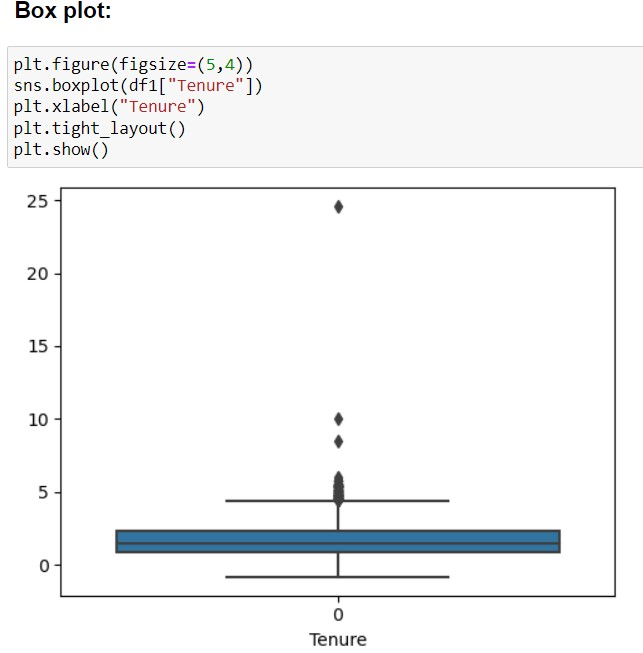 Box plot:
plt.figure(figsize=(5,4))
sns.boxplot(df1["Tenure"])
plt.xlabel("Tenure")
plt.tight_layout()
plt.show()
25
20
15
10
5
0
0
Tenure